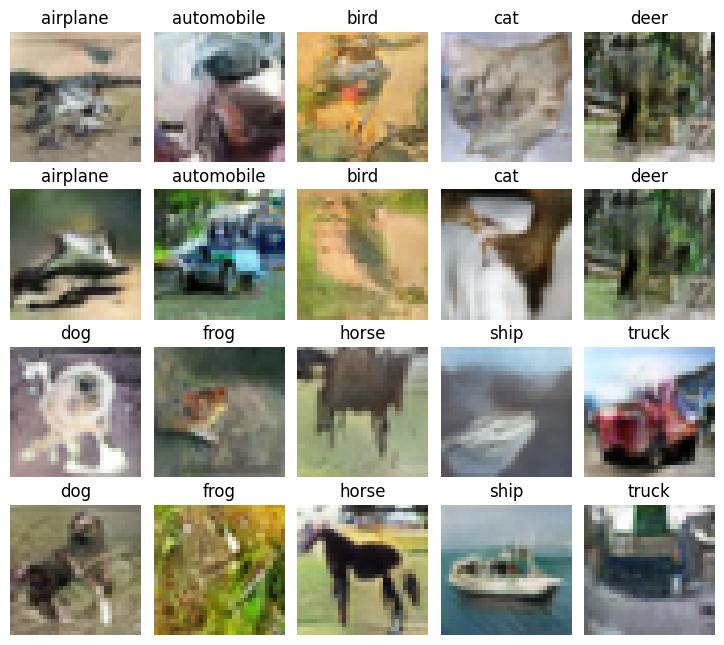 airplane automobile bird cat deer
airplane automobile bird cat deer
dog frog horse ship truck
dog frog horse ship truck